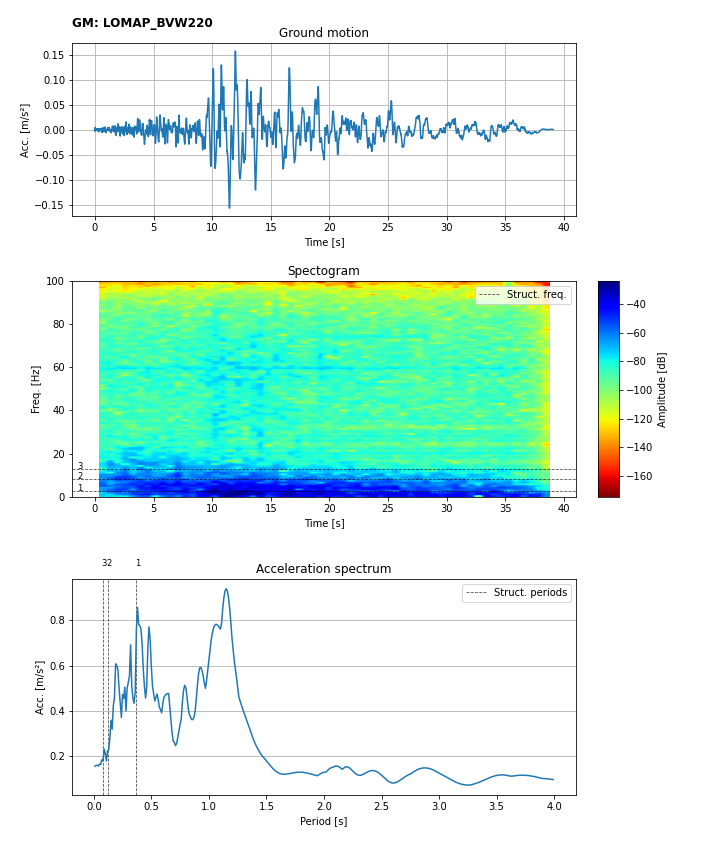 GM: LOMAP_BVW220
Ground motion
0.15
0.10
0.05
0.00
−0.05
−0.10
−0.15
Acc. [m/s²]
0 5 10 15 20 25 30 35 40
Time [s]
Spectogram
100
80
60
40
20
0
Freq. [Hz]
Struct. freq.
3
2
1
0 5 10 15 20 25 30 35 40
Time [s]
−40
−60
−80
−100
−120
−140
−160
Amplitude [dB]
32 1
Acceleration spectrum
Struct. periods
0.8
0.6
0.4
0.2
Acc. [m/s²]
0.0 0.5 1.0 1.5 2.0 2.5 3.0 3.5 4.0
Period [s]